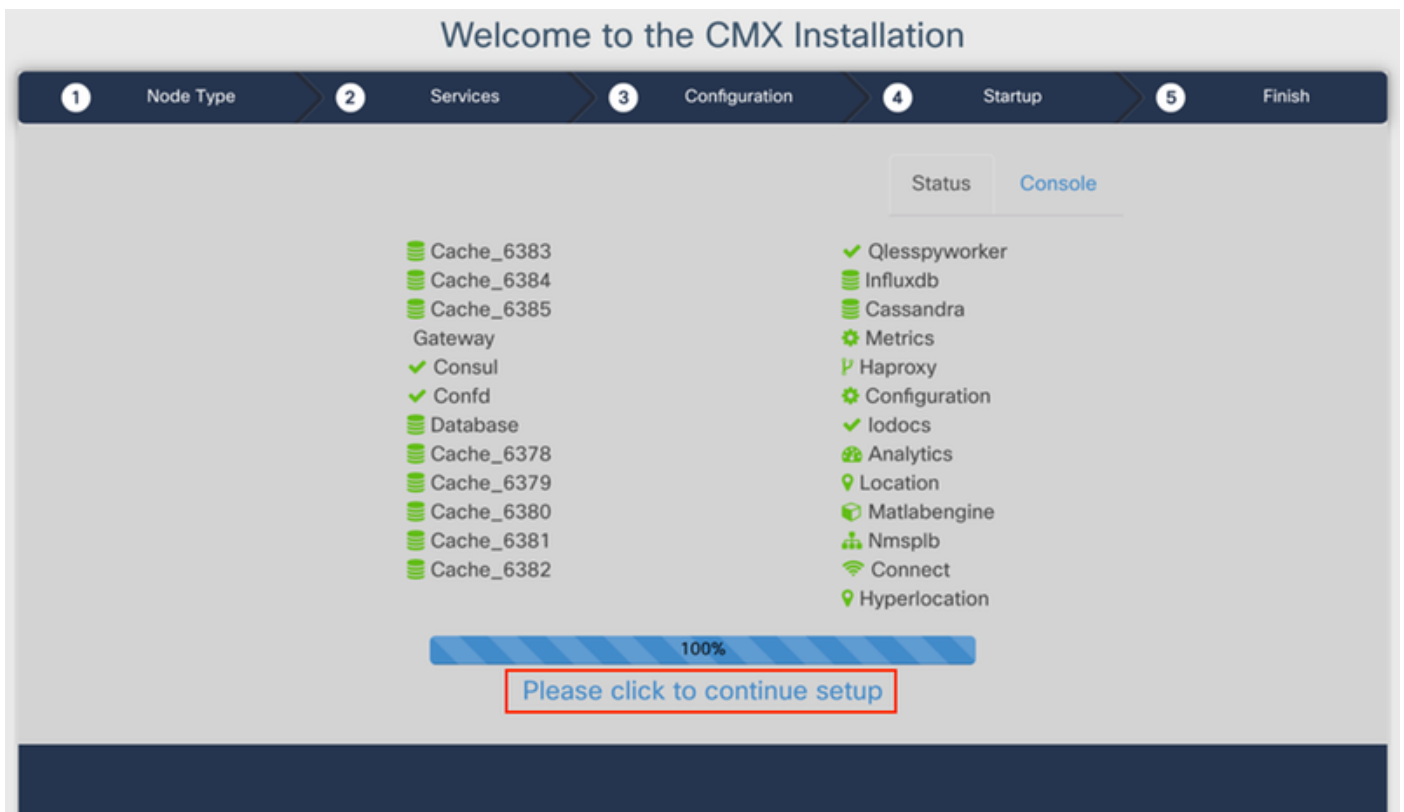 Welcome to the CMX Installation
1 Node Type 2 Services 3 Configuration 4 Startup 5 Finish
Status Console
Cache_6383
Cache_6384
Cache_6385
Gateway
Consul
Confd
Database
Cache_6378
Cache_6379
Cache_6380
Cache_6381
Cache_6382
Qlesspyworker
Influxdb
Cassandra
Metrics
Haproxy
Configuration
Iodocs
Analytics
Location
Matlabengine
Nmsplb
Connect
Hyperlocation
100%
Please click to continue setup